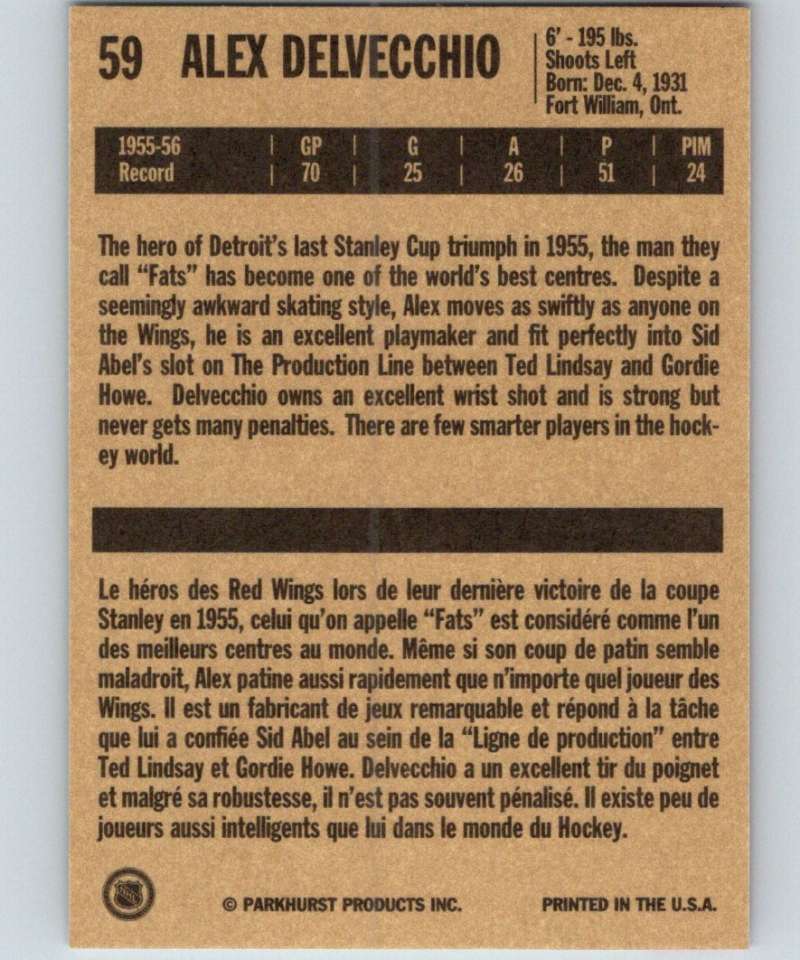 59 ALEX DELVECCHIO
6' - 195 lbs.
Shoots Left
Born: Dec. 4, 1931
Fort William, Ont.
1955-56 | GP | G | A | P | PIM
Record | 70 | 25 | 26 | 51 | 24
The hero of Detroit's last Stanley Cup triumph in 1955, the man they
call “Fats” has become one of the world's best centres. Despite a
seemingly awkward skating style, Alex moves as swiftly as anyone on
the Wings, he is an excellent playmaker and fit perfectly into Sid
Abel's slot on The Production Line between Ted Lindsay and Gordie
Howe. Delvecchio owns an excellent wrist shot and is strong but
never gets many penalties. There are few smarter players in the hock-
ey world.
Le héros des Red Wings lors de leur dernière victoire de la coupe
Stanley en 1955, celui qu'on appelle “Fats” est considéré comme l'un
des meilleurs centres au monde. Même si son coup de patin semble
maladroit, Alex patine aussi rapidement que n'importe quel joueur des
Wings. Il est un fabricant de jeux remarquable et répond à la tâche
que lui a confiée Sid Abel au sein de la “Ligne de production” entre
Ted Lindsay et Gordie Howe. Delvecchio a un excellent tir du poignet
et malgré sa robustesse, il n'est pas souvent pénalisé. Il existe peu de
joueurs aussi intelligents que lui dans le monde du Hockey.
NHL
© PARKHURST PRODUCTS INC. PRINTED IN THE U.S.A.